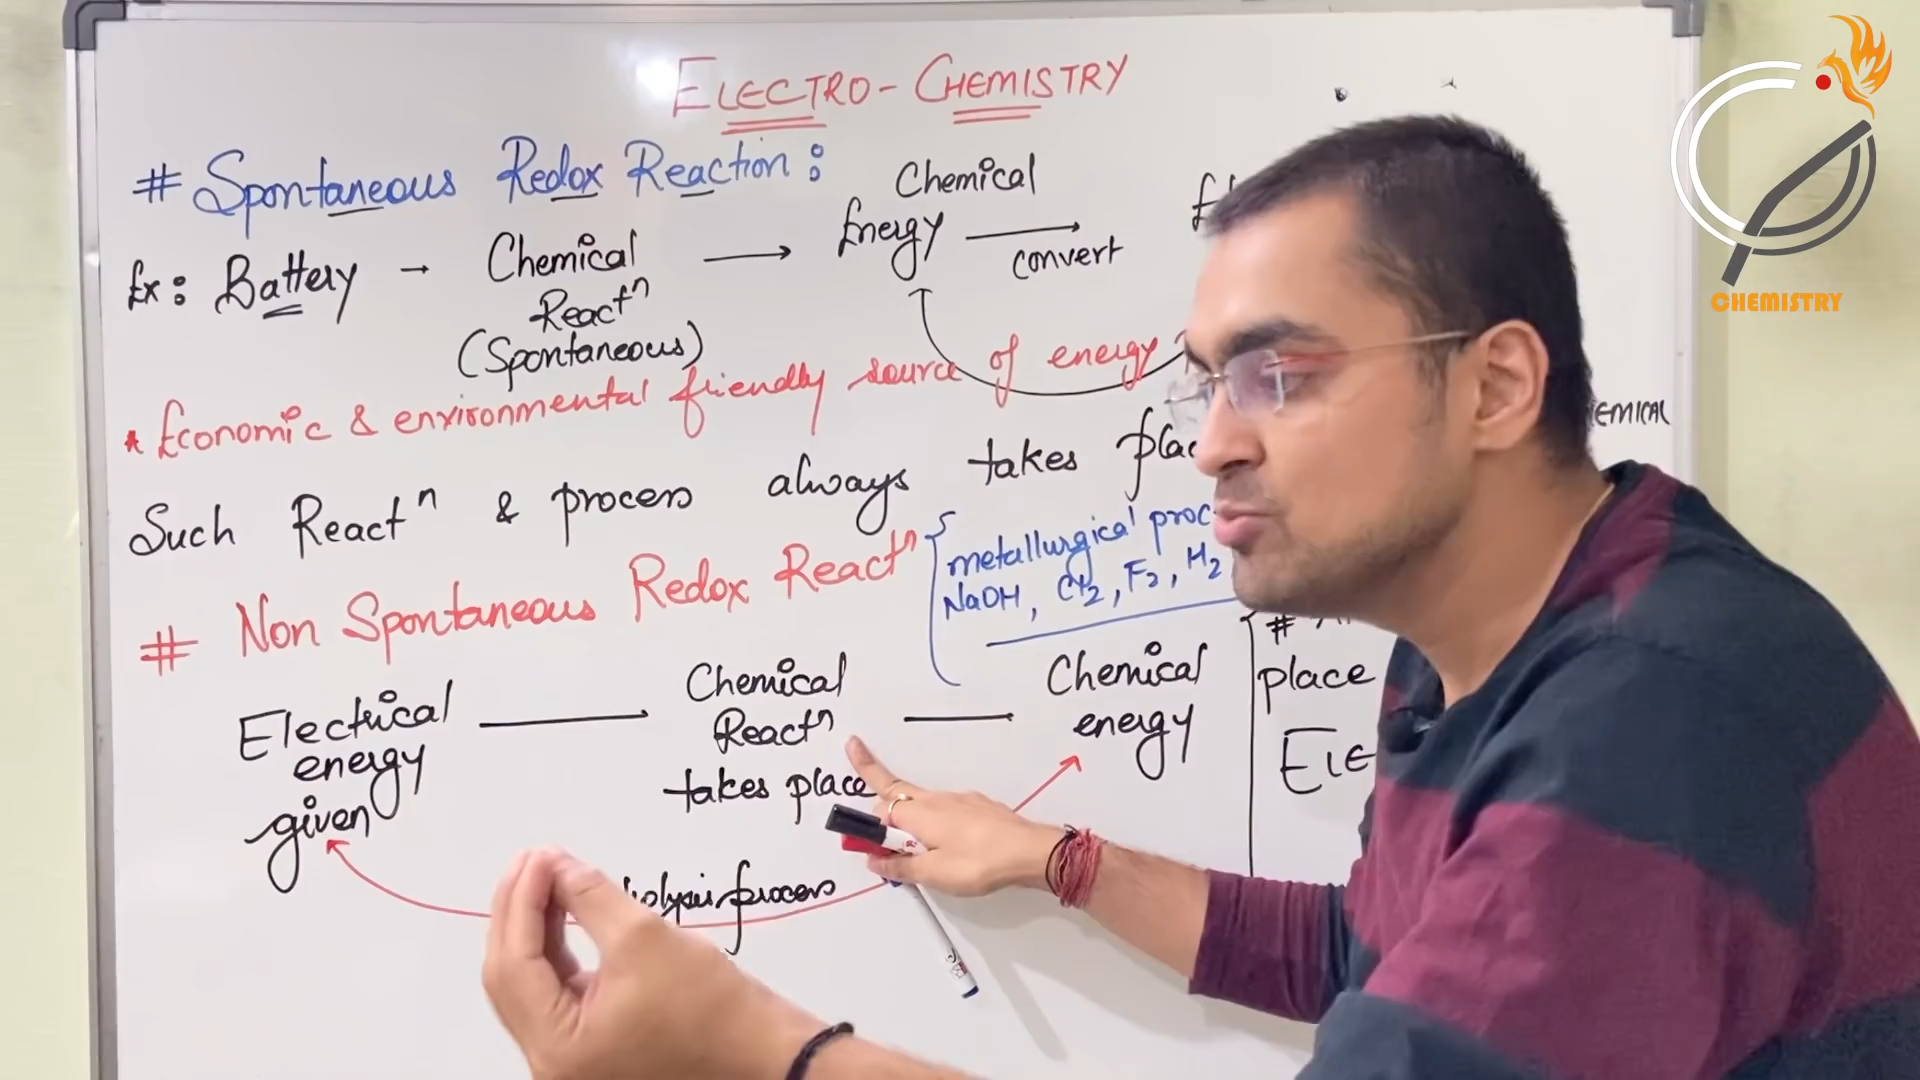 ELECTRO - CHEMISTRY
# Spontaneous Redox Reaction :
Ex : Battery → Chemical Reactⁿ (Spontaneous) → Chemical Energy → convert
* Economic & environmental friendly source of energy
Such Reactⁿ & process always takes
# Non Spontaneous Redox Reactⁿ
metallurgical
NaOH, Cl2, F2, H2
Electrical energy given
Chemical Reactⁿ takes place
Chemical energy
process
#
place
CHEMISTRY